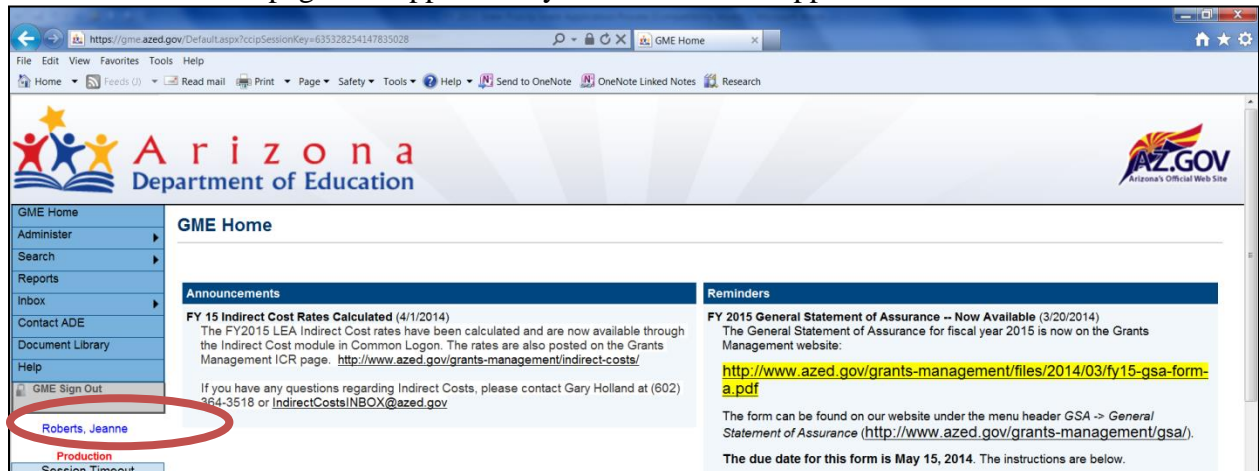 https://gme.azed.gov/Default.aspx?ccipSessionKey=635328254147835028
GME Home
File Edit View Favorites Tools Help
Home Feeds (J) Read mail Print Page Safety Tools Help Send to OneNote OneNote Linked Notes Research
Arizona
Department of Education
AZ.GOV
Arizona's Official Web Site
GME Home
Administer
Search
Reports
Inbox
Contact ADE
Document Library
Help
GME Sign Out
Roberts, Jeanne
Production
Session Timeout
GME Home
Announcements
FY 15 Indirect Cost Rates Calculated (4/1/2014)
The FY2015 LEA Indirect Cost rates have been calculated and are now available through
the Indirect Cost module in Common Logon. The rates are also posted on the Grants
Management ICR page. http://www.azed.gov/grants-management/indirect-costs/
If you have any questions regarding Indirect Costs, please contact Gary Holland at (602)
364-3518 or IndirectCostsINBOX@azed.gov
Reminders
FY 2015 General Statement of Assurance -- Now Available (3/20/2014)
The General Statement of Assurance for fiscal year 2015 is now on the Grants
Management website:
http://www.azed.gov/grants-management/files/2014/03/fy15-gsa-form-
a.pdf
The form can be found on our website under the menu header GSA -> General
Statement of Assurance (http://www.azed.gov/grants-management/gsa/).
The due date for this form is May 15, 2014. The instructions are below.